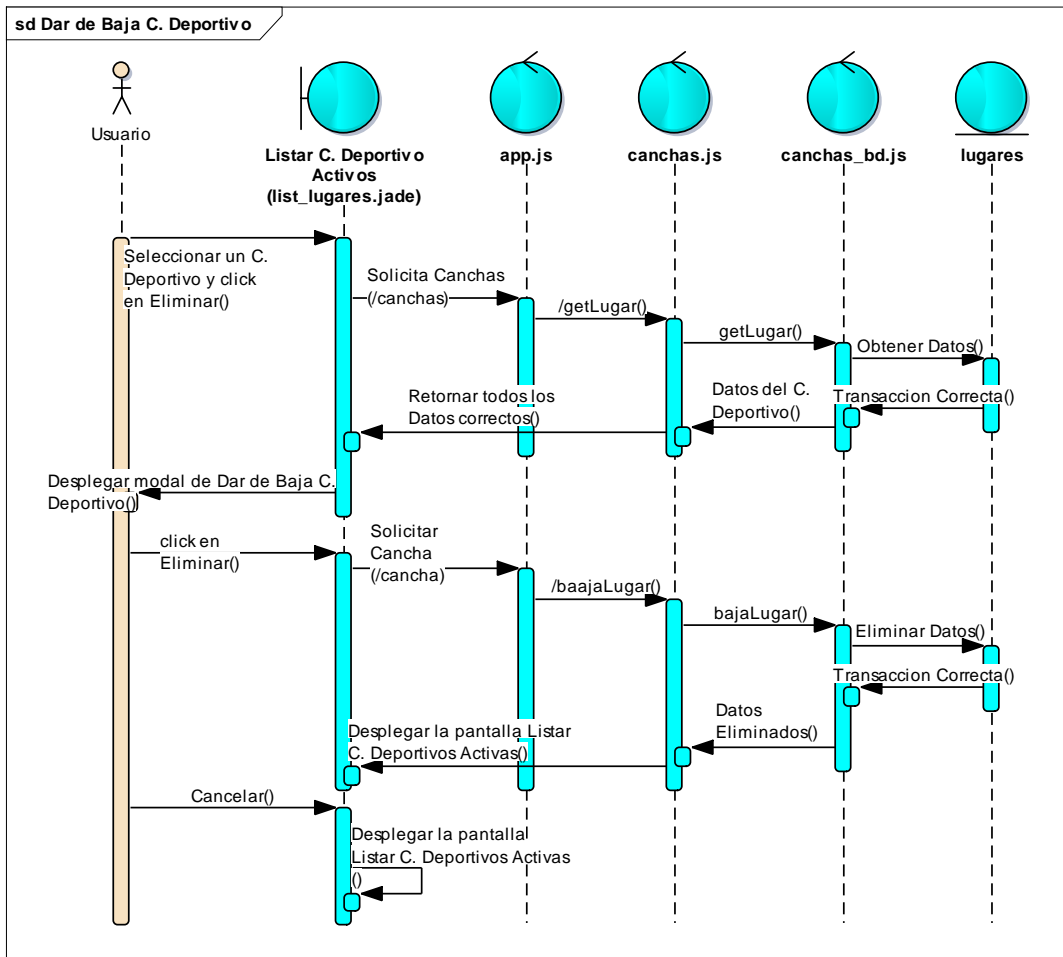 sd Dar de Baja C. Deportivo
Usuario
Listar C. Deportivo
Activos
(list_lugares.jade)
app.js
canchas.js
canchas_bd.js
lugares
Seleccionar un C.
Deportivo y click
en Eliminar()
Solicita Canchas
(/canchas)
/getLugar()
getLugar()
Obtener Datos()
Transaccion Correcta()
Datos del C.
Deportivo()
Retornar todos los
Datos correctos()
Desplegar modal de Dar de Baja C.
Deportivo()
click en
Eliminar()
Solicitar
Cancha
(/cancha)
/baajaLugar()
bajaLugar()
Eliminar Datos()
Transaccion Correcta()
Datos
Eliminados()
Desplegar la pantalla Listar
C. Deportivos Activas()
Cancelar()
Desplegar la pantalla
Listar C. Deportivos Activas
()